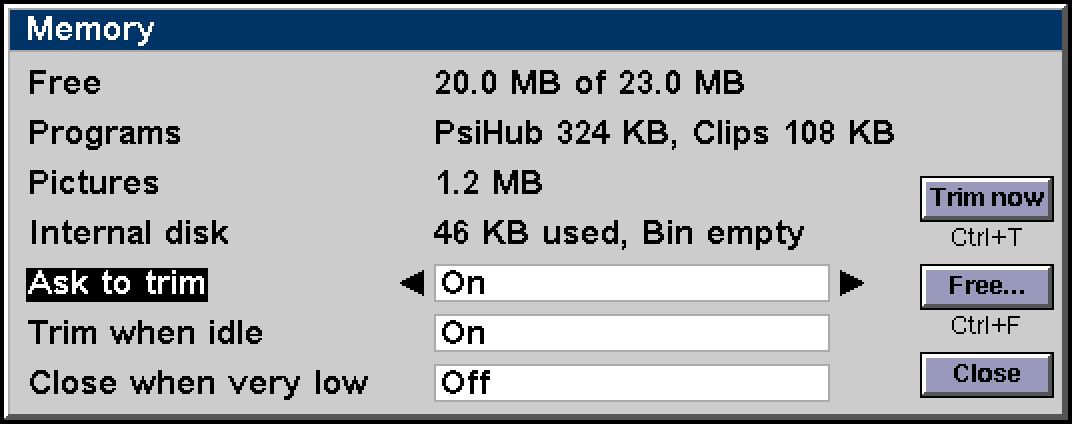 Memory
Free 20.0 MB of 23.0 MB
Programs PsiHub 324 KB, Clips 108 KB
Pictures 1.2 MB
Internal disk 46 KB used, Bin empty
Ask to trim On
Trim when idle On
Close when very low Off
Trim now
Ctrl+T
Free...
Ctrl+F
Close